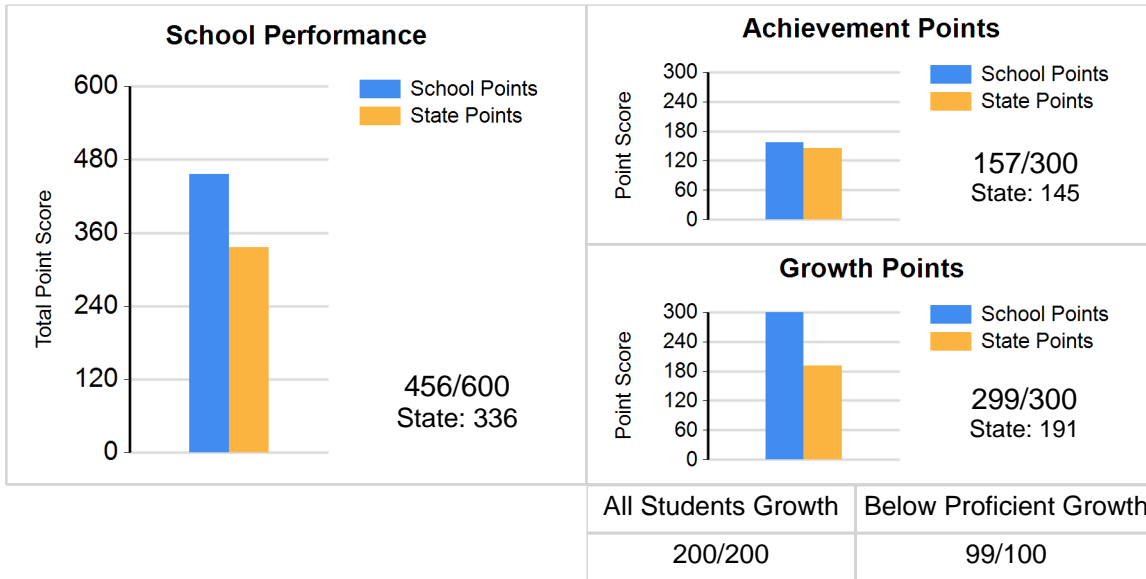 School Performance
Total Point Score
600
480
360
240
120
0
School Points
State Points
456/600
State: 336
Achievement Points
Point Score
300
240
180
120
60
0
School Points
State Points
157/300
State: 145
Growth Points
Point Score
300
240
180
120
60
0
School Points
State Points
299/300
State: 191
All Students Growth
Below Proficient Growth
200/200
99/100